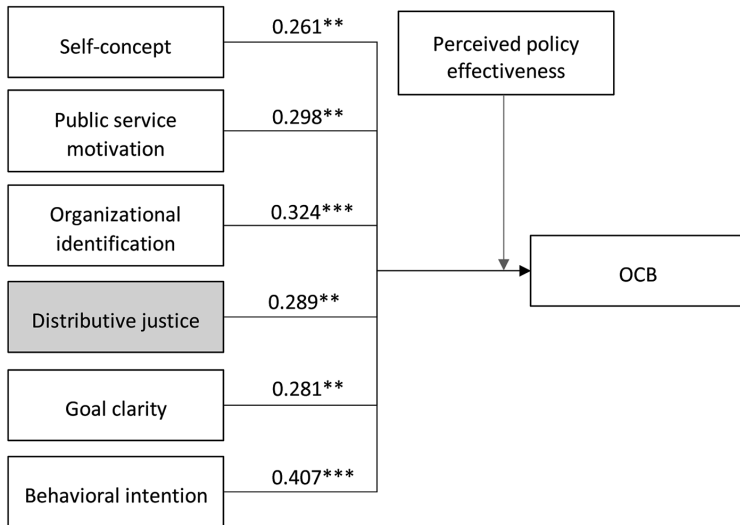 Self-concept
0.261**
Perceived policy
effectiveness
Public service
motivation
0.298**
Organizational
identification
0.324***
OCB
Distributive justice
0.289**
Goal clarity
0.281**
Behavioral intention
0.407***